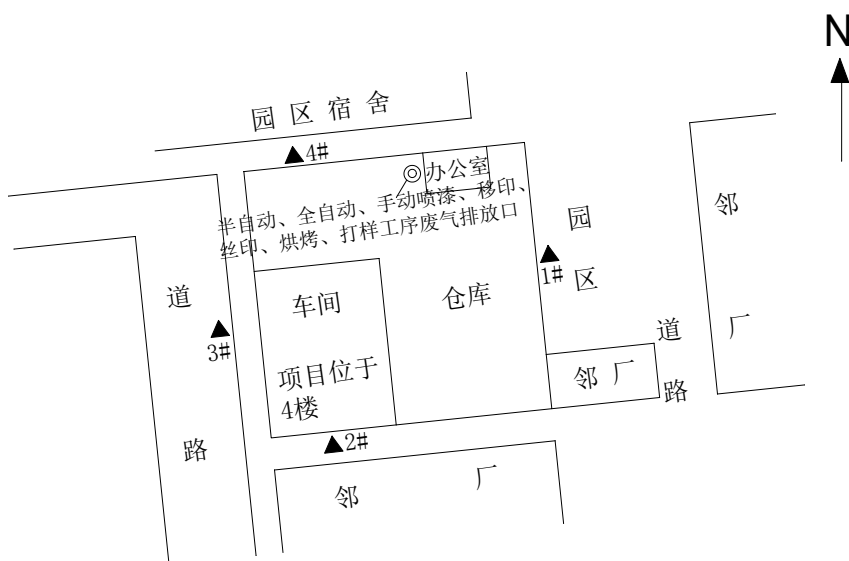 N
园区宿舍
▲4#
办公室
半自动、全自动、手动喷漆、移印、
丝印、烘烤、打样工序废气排放口
邻厂
园区道路
▲1#
道路
▲3#
车间
仓库
项目位于
4楼
邻厂
▲2#
邻厂